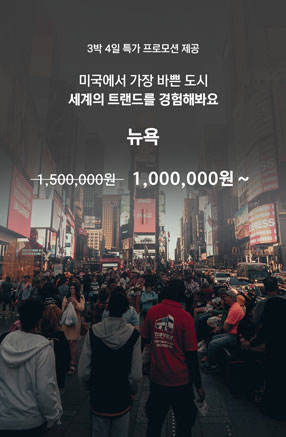 3박 4일 특가 프로모션 제공
미국에서 가장 바쁜 도시
세계의 트랜드를 경험해봐요
뉴욕
1,500,000원 1,000,000원 ~